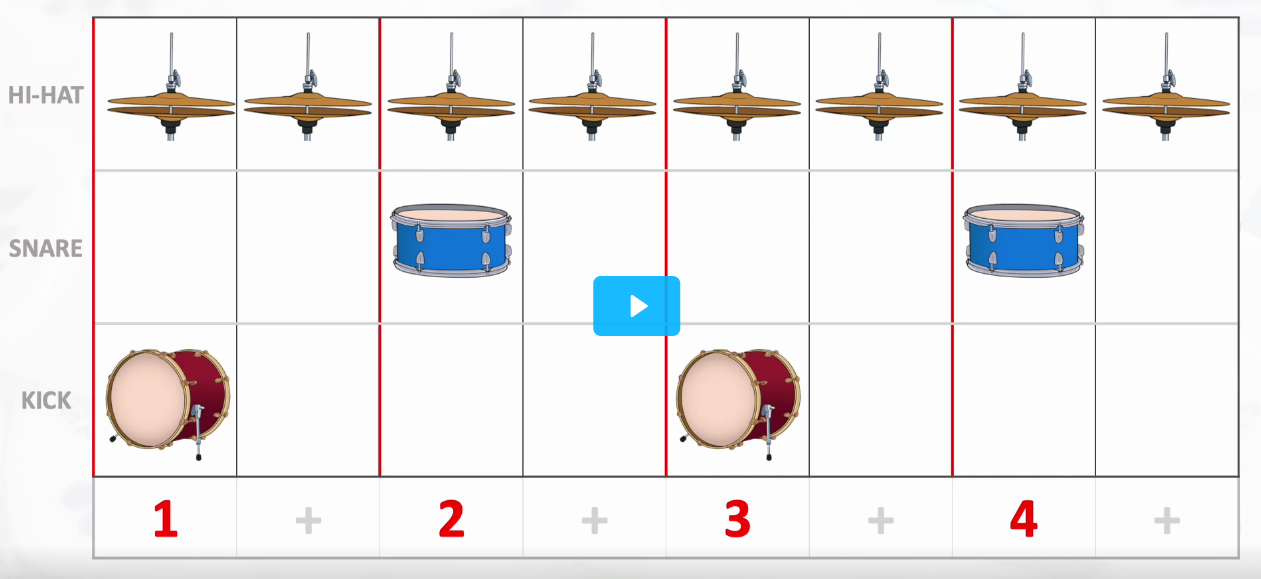 HI-HAT
SNARE
KICK
1 + 2 + 3 + 4 +